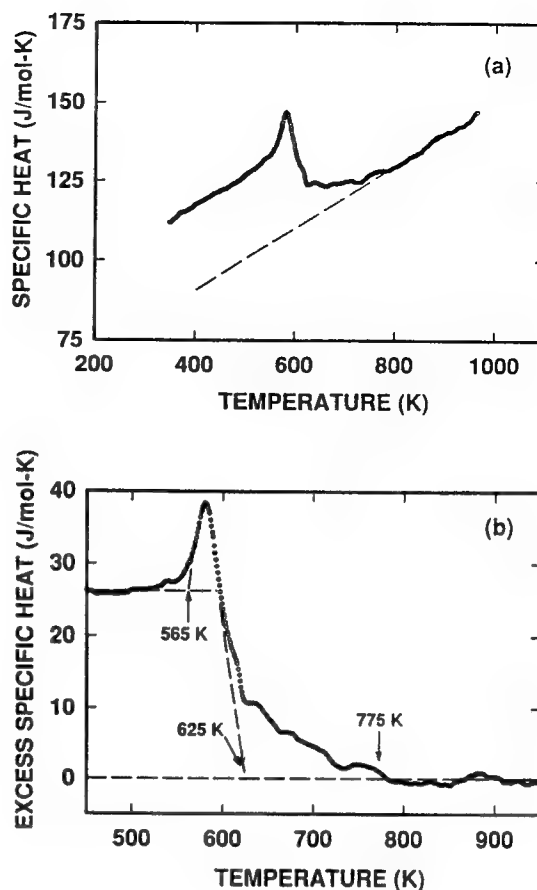 175
(a)
150
125
100
75
200
400
600
800
1000
SPECIFIC HEAT (J/mol-K)
TEMPERATURE (K)
40
(b)
30
20
10
0
565 K
625 K
775 K
500
600
700
800
900
EXCESS SPECIFIC HEAT (J/mol-K)
TEMPERATURE (K)